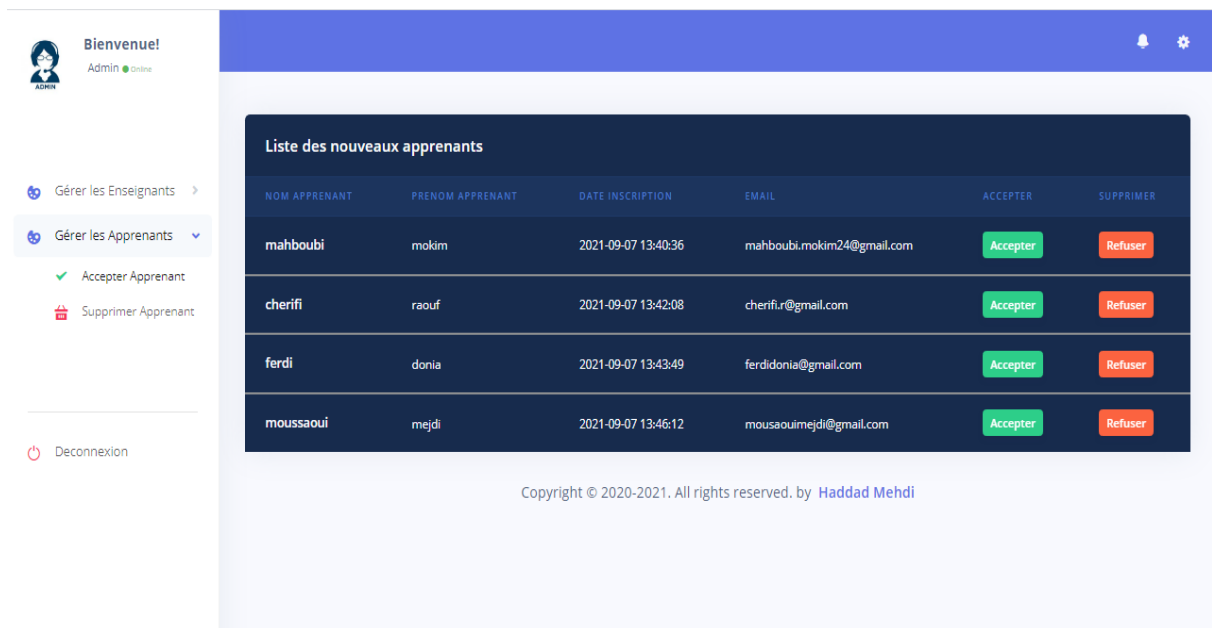 Bienvenue!
Admin Online
ADMIN
Gérer les Enseignants
Gérer les Apprenants
Accepter Apprenant
Supprimer Apprenant
Deconnexion
Liste des nouveaux apprenants
NOM APPRENANT PRENOM APPRENANT DATE INSCRIPTION EMAIL ACCEPTER SUPPRIMER
mahboubi mokim 2021-09-07 13:40:36 mahboubi.mokim24@gmail.com Accepter Refuser
cherifi raouf 2021-09-07 13:42:08 cherifi.r@gmail.com Accepter Refuser
ferdi donia 2021-09-07 13:43:49 ferdidonia@gmail.com Accepter Refuser
moussaoui mejdi 2021-09-07 13:46:12 mousaouimejdi@gmail.com Accepter Refuser
Copyright © 2020-2021. All rights reserved. by Haddad Mehdi